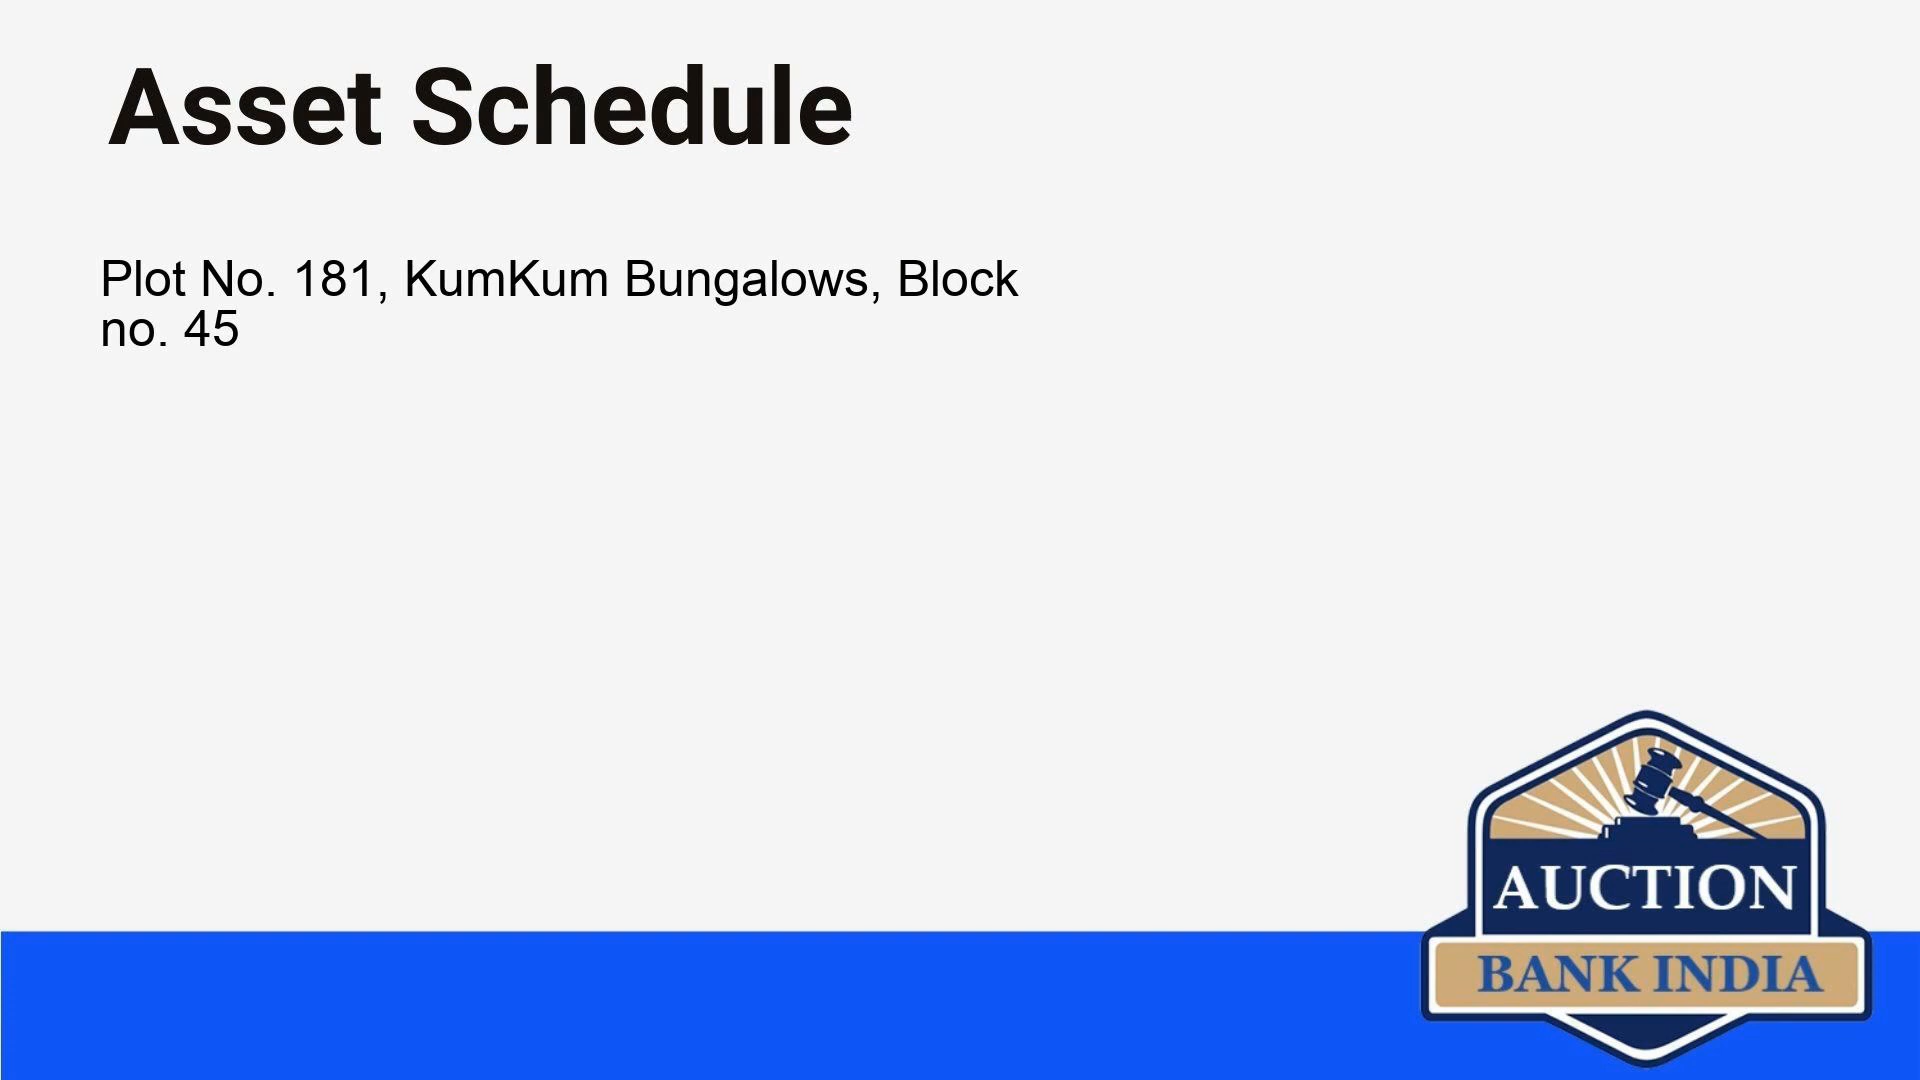 Asset Schedule
Plot No. 181, KumKum Bungalows, Block
no. 45
AUCTION
BANK INDIA